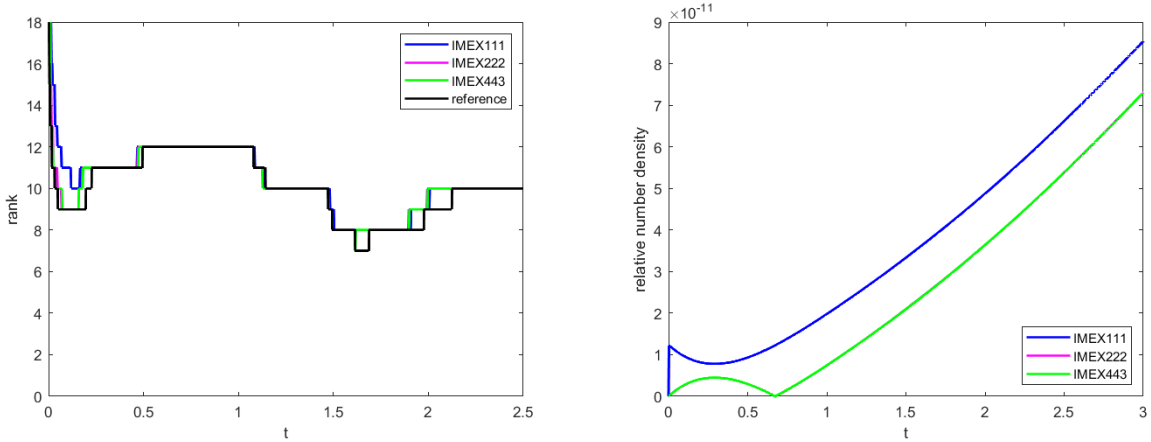 18
16
14
12
10
8
6
4
2
0
rank
0 0.5 1 1.5 2 2.5
t
IMEX111
IMEX222
IMEX443
reference
×10⁻¹¹
9
8
7
6
5
4
3
2
1
0
relative number density
0 0.5 1 1.5 2 2.5 3
t
IMEX111
IMEX222
IMEX443